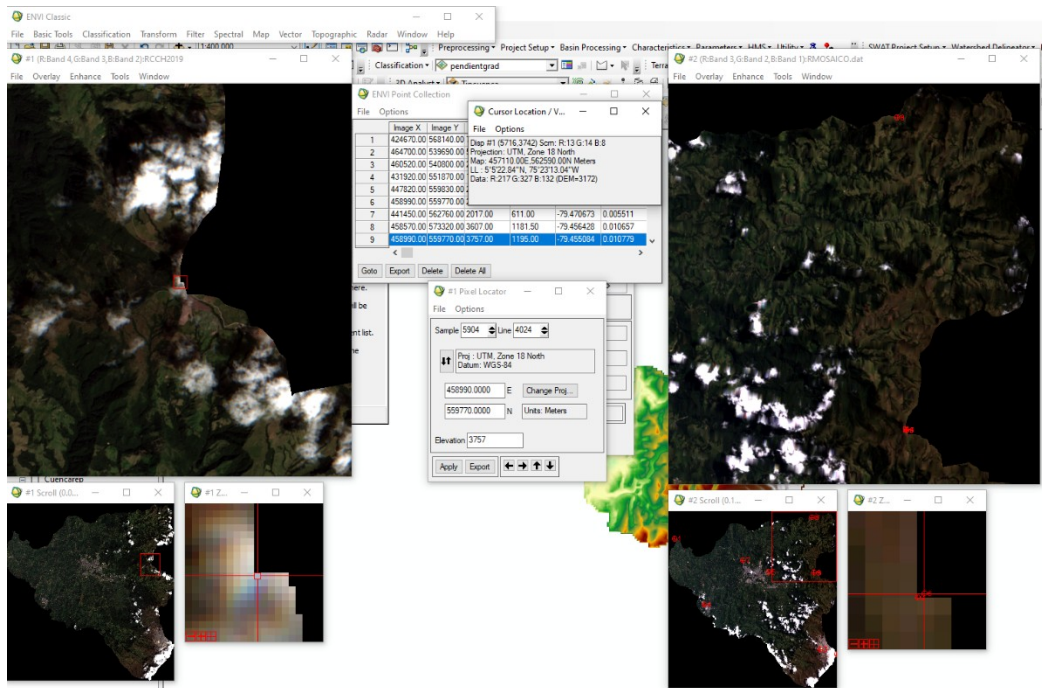 ENVI Classic
File Basic Tools Classification Transform Filter Spectral Map Vector Topographic Radar Window Help
1:400.000
Preprocessing Project Setup Basin Processing Characteristics Parameters HMS Utility
SWAT Project Setup Watershed Delineator
#1 (R:Band 4,G:Band 3,B:Band 2):RCCH2019
File Overlay Enhance Tools Window
Classification
pendientgrad
#2 (R:Band 3,G:Band 2,B:Band 1):RMOSAICO.dat
File Overlay Enhance Tools Window
ENVI Point Collection
File Options
Image X Image Y
1 424670.00 568140.00
2 464700.00 539690.00
3 460520.00 540800.00
4 431920.00 551870.00
5 447820.00 559830.00
6 458990.00 559770.00
7 441450.00 562760.00 2017.00 611.00 -79.470673 0.005511
8 458570.00 573320.00 3607.00 1181.50 -79.456428 0.010657
9 458990.00 559770.00 3757.00 1195.00 -79.455084 0.010779
Goto Export Delete Delete All
Cursor Location / V...
File Options
Disp #1 (5716,3742) Scrn: R:13 G:14 B:8
Projection: UTM, Zone 18 North
Map: 457110.00E,562590.00N Meters
LL : 5°5'22.84"N, 75°23'13.04"W
Data: R:217 G:327 B:132 (DEM=3172)
#1 Pixel Locator
File Options
Sample 5904 Line 4024
Proj : UTM, Zone 18 North
Datum: WGS-84
458990.0000 E Change Proj...
559770.0000 N Units: Meters
Elevation 3757
Apply Export
here.
ill be
ent list.
Cuencarep
#1 Scroll (0.0...
#1 Z...
#2 Scroll (0.1...
#2 Z...